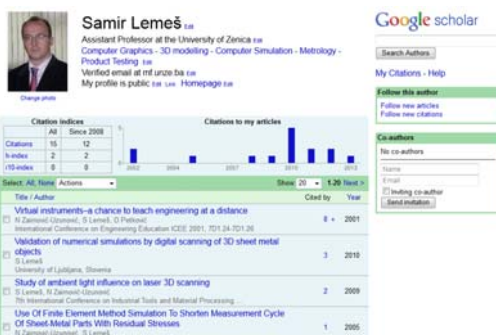 Samir Lemeš Edit
Assistant Professor at the University of Zenica Edit
Computer Graphics - 3D modelling - Computer Simulation - Metrology -
Product Testing Edit
Verified email at mf.unze.ba Edit
My profile is public Edit Link Homepage Edit
Change photo
Google scholar
Search Authors
My Citations - Help
Follow this author
Follow new articles
Follow new citations
Co-authors
No co-authors
Name
Email
Inviting co-author
Send invitation
Citation indices
All Since 2008
Citations 15 12
h-index 2 2
i10-index 0 0
Citations to my articles
5
2002 2004 2010 2012
Select: All, None Actions
Show: 20 1-20 Next >
Title / Author Cited by Year
Virtual instruments–a chance to teach engineering at a distance 8 2001
N Zaimović-Uzunović, S Lemeš, D Petković
International Conference on Engineering Education ICEE 2001, 7D1.24-7D1.26
Validation of numerical simulations by digital scanning of 3D sheet metal 3 2010
objects
S Lemeš
University of Ljubljana, Slovenia
Study of ambient light influence on laser 3D scanning 2 2009
S Lemeš, N Zaimović-Uzunović
7th International Conference on Industrial Tools and Material Processing ...
Use Of Finite Element Method Simulation To Shorten Measurement Cycle 1 2005
Of Sheet-Metal Parts With Residual Stresses
N Zaimović-Uzunović, S Lemeš